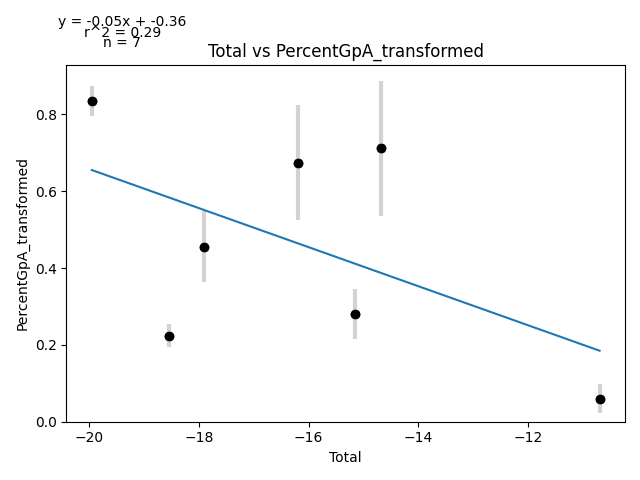 y = -0.05x + -0.36
r^2 = 0.29
n = 7
Total vs PercentGpA_transformed
PercentGpA_transformed
0.8
0.6
0.4
0.2
0.0
−20
−18
−16
−14
−12
Total